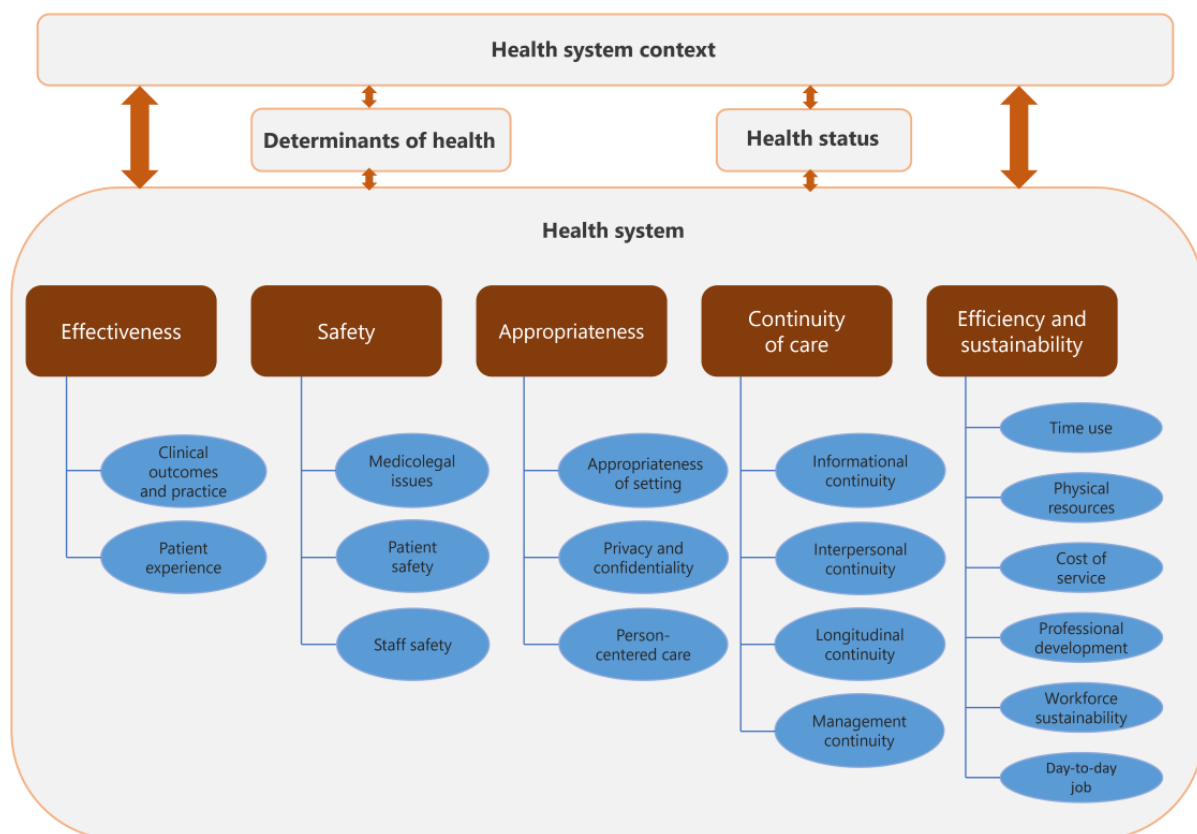 Health system context
Determinants of health
Health status
Health system
Effectiveness
Safety
Appropriateness
Continuity
of care
Efficiency and
sustainability
Clinical
outcomes
and practice
Patient
experience
Medicolegal
issues
Patient
safety
Staff safety
Appropriateness
of setting
Privacy and
confidentiality
Person-
centered care
Informational
continuity
Interpersonal
continuity
Longitudinal
continuity
Management
continuity
Time use
Physical
resources
Cost of
service
Professional
development
Workforce
sustainability
Day-to-day
job